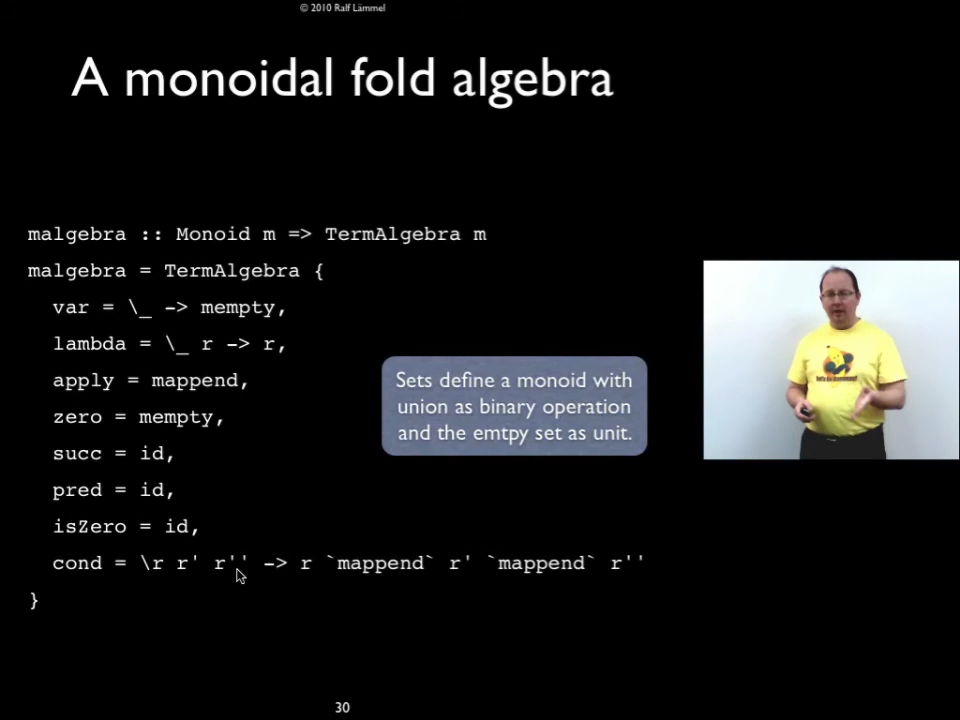 © 2010 Ralf Lämmel
A monoidal fold algebra
malgebra :: Monoid m => TermAlgebra m
malgebra = TermAlgebra {
var = \_ -> mempty,
lambda = \_ r -> r,
apply = mappend,
zero = mempty,
succ = id,
pred = id,
isZero = id,
cond = \r r' r'' -> r `mappend` r' `mappend` r''
}
Sets define a monoid with
union as binary operation
and the emtpy set as unit.
30